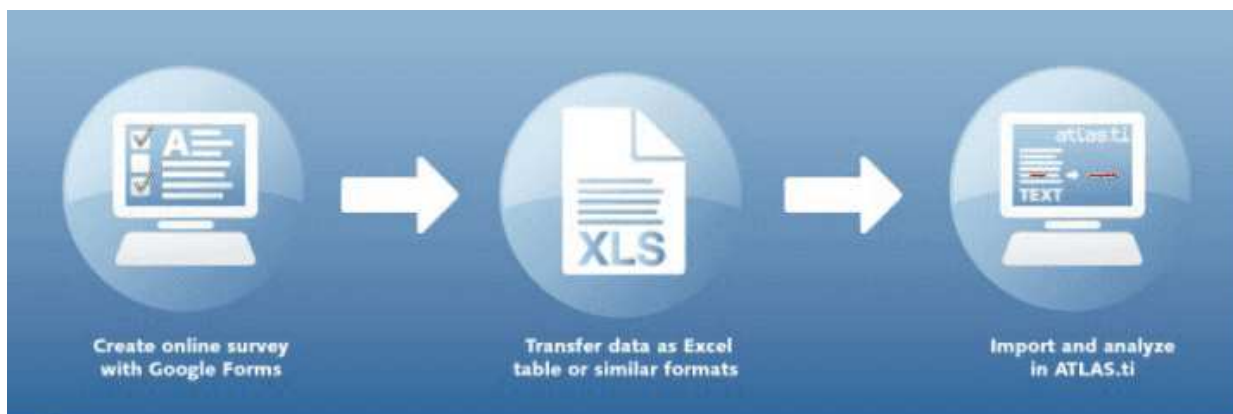 A
XLS
atlas.ti
TEXT
Create online survey
with Google Forms
Transfer data as Excel
table or similar formats
Import and analyze
in ATLAS.ti